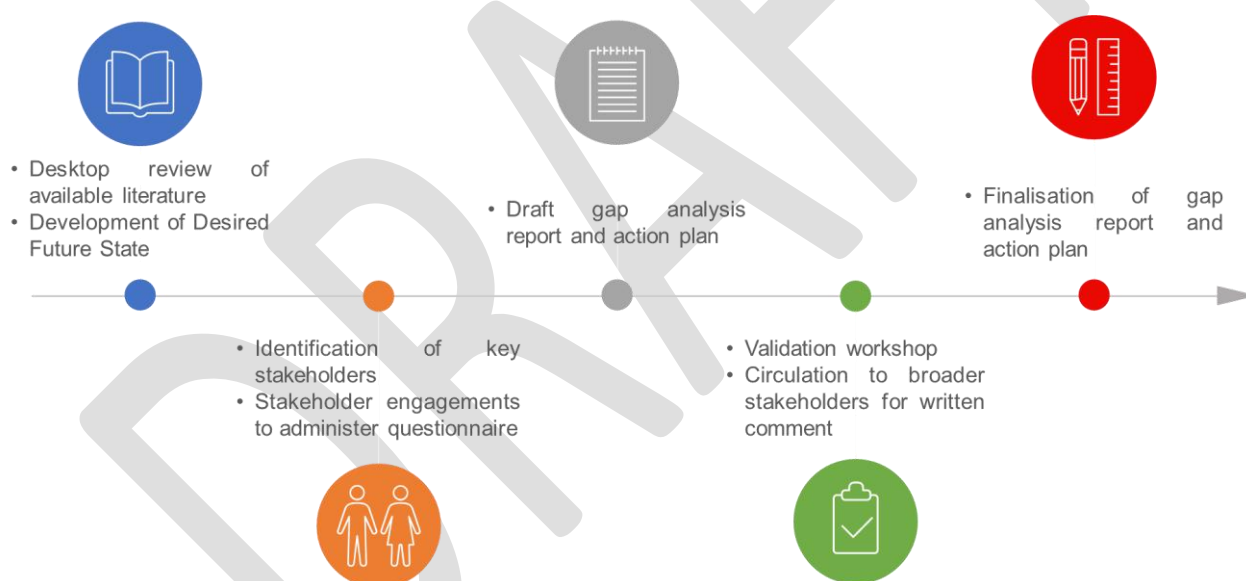 • Desktop review of
available literature
• Development of Desired
Future State
• Identification of key
stakeholders
• Stakeholder engagements
to administer questionnaire
• Draft gap analysis
report and action plan
• Validation workshop
• Circulation to broader
stakeholders for written
comment
• Finalisation of gap
analysis report and
action plan
DRAFT